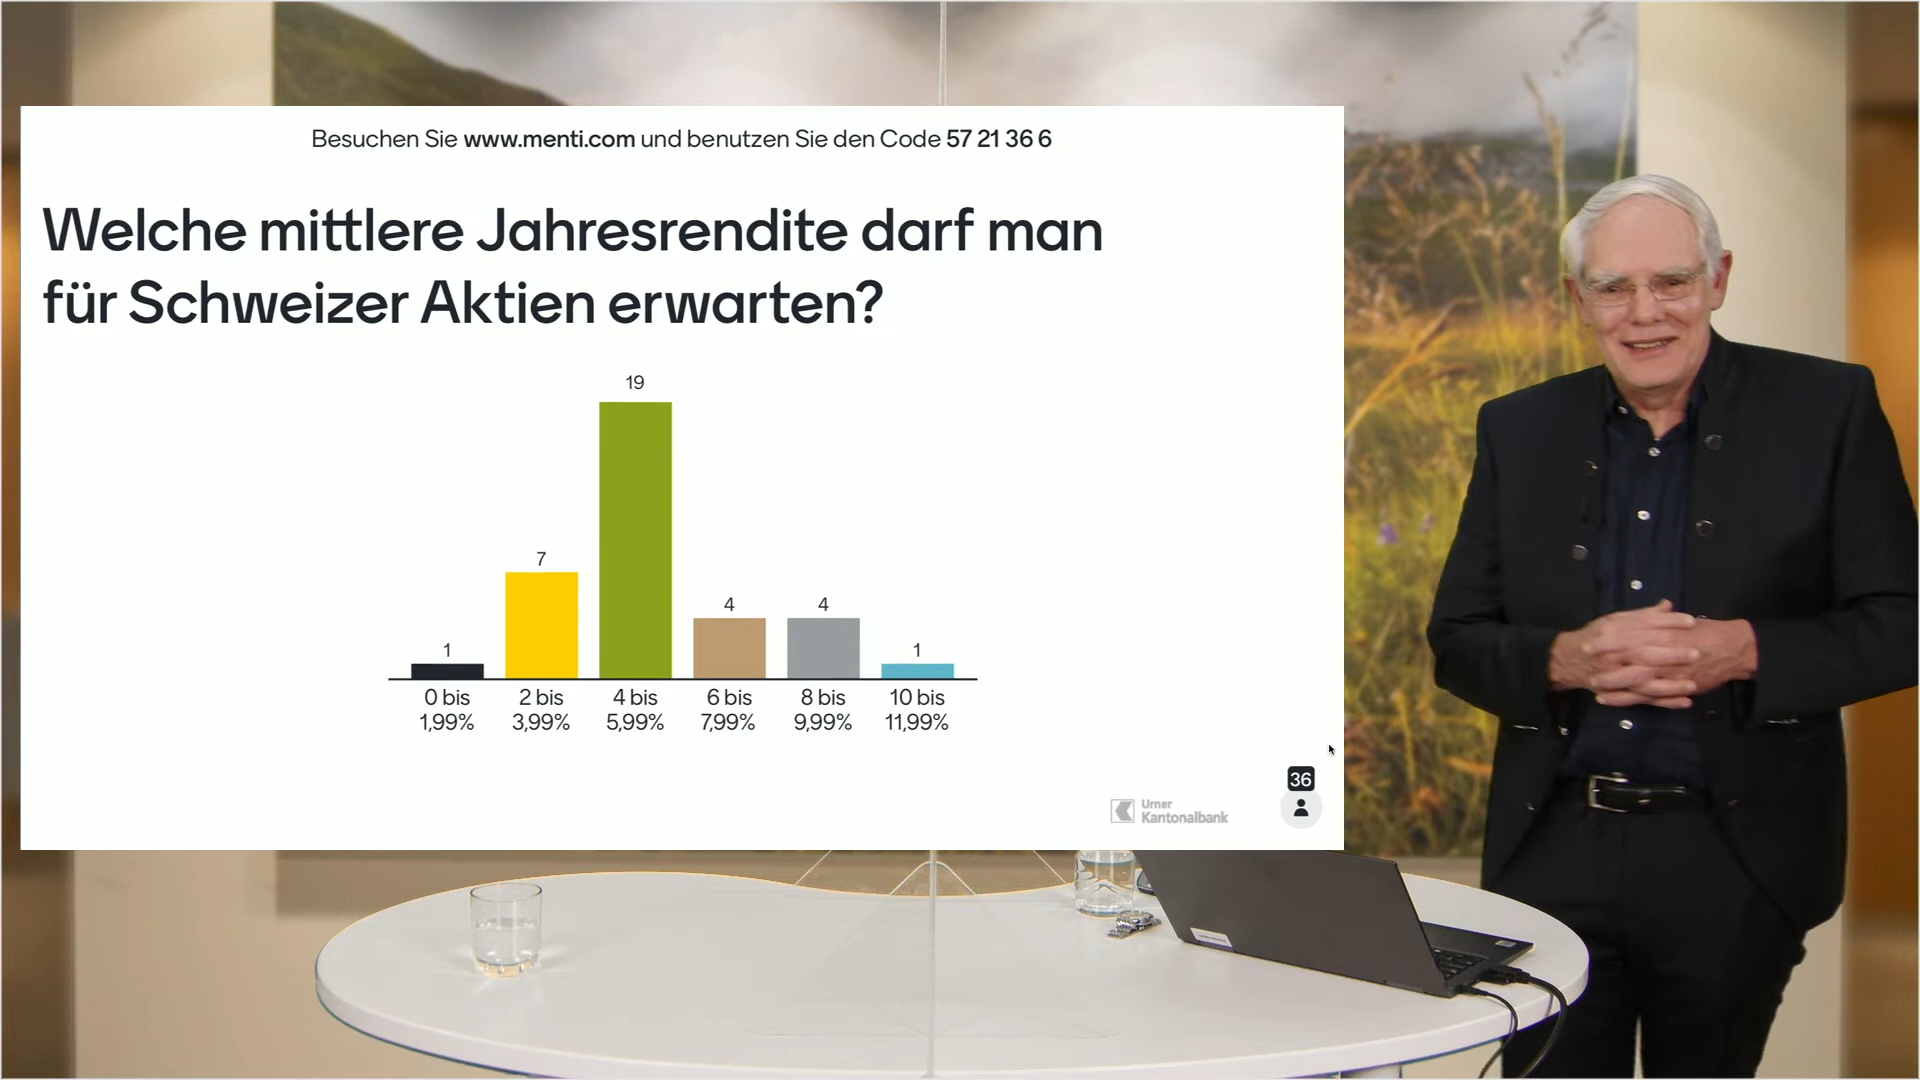 Besuchen Sie www.menti.com und benutzen Sie den Code 57 21 36 6
Welche mittlere Jahresrendite darf man
für Schweizer Aktien erwarten?
19
7
4
4
1
1
0 bis
1,99%
2 bis
3,99%
4 bis
5,99%
6 bis
7,99%
8 bis
9,99%
10 bis
11,99%
36
Urner
Kantonalbank